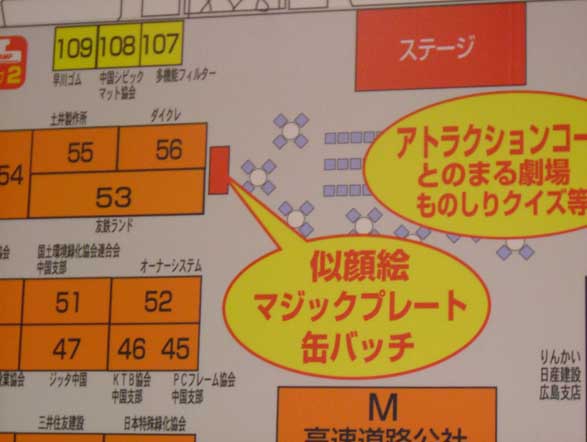 109 108 107
早川ゴム
中国シビック
マット協会
多機能フィルター
ステージ
2
土井製作所
ダイクレ
54
55
56
53
友鉄ランド
アトラクションコー
とのまる劇場
ものしりクイズ等
協会
国土環境緑化協会連合会
中国支部
オーナーシステム
51
52
似顔絵
マジックプレート
缶バッチ
47
46
45
業協会
ジッタ中国
KTB協会
中国支部
PCフレーム協会
中国支部
りんかい
日産建設
広島支店
三井住友建設
日本特殊緑化協会
M
高速道路公社